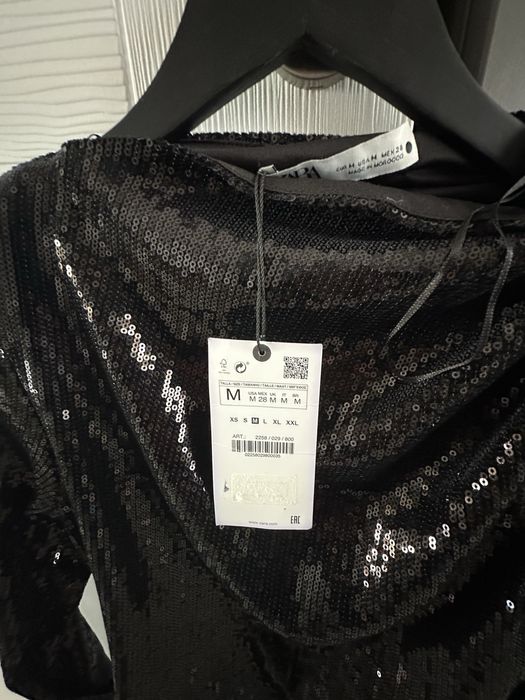 ZARA
EUR M USA M MEX 28
MADE IN MOROCCO
M
USA MEX UK IT BR
M 28 M M M
XS S M L XL XXL
ART.: 2258 / 029 / 800
www.zara.com
EAC